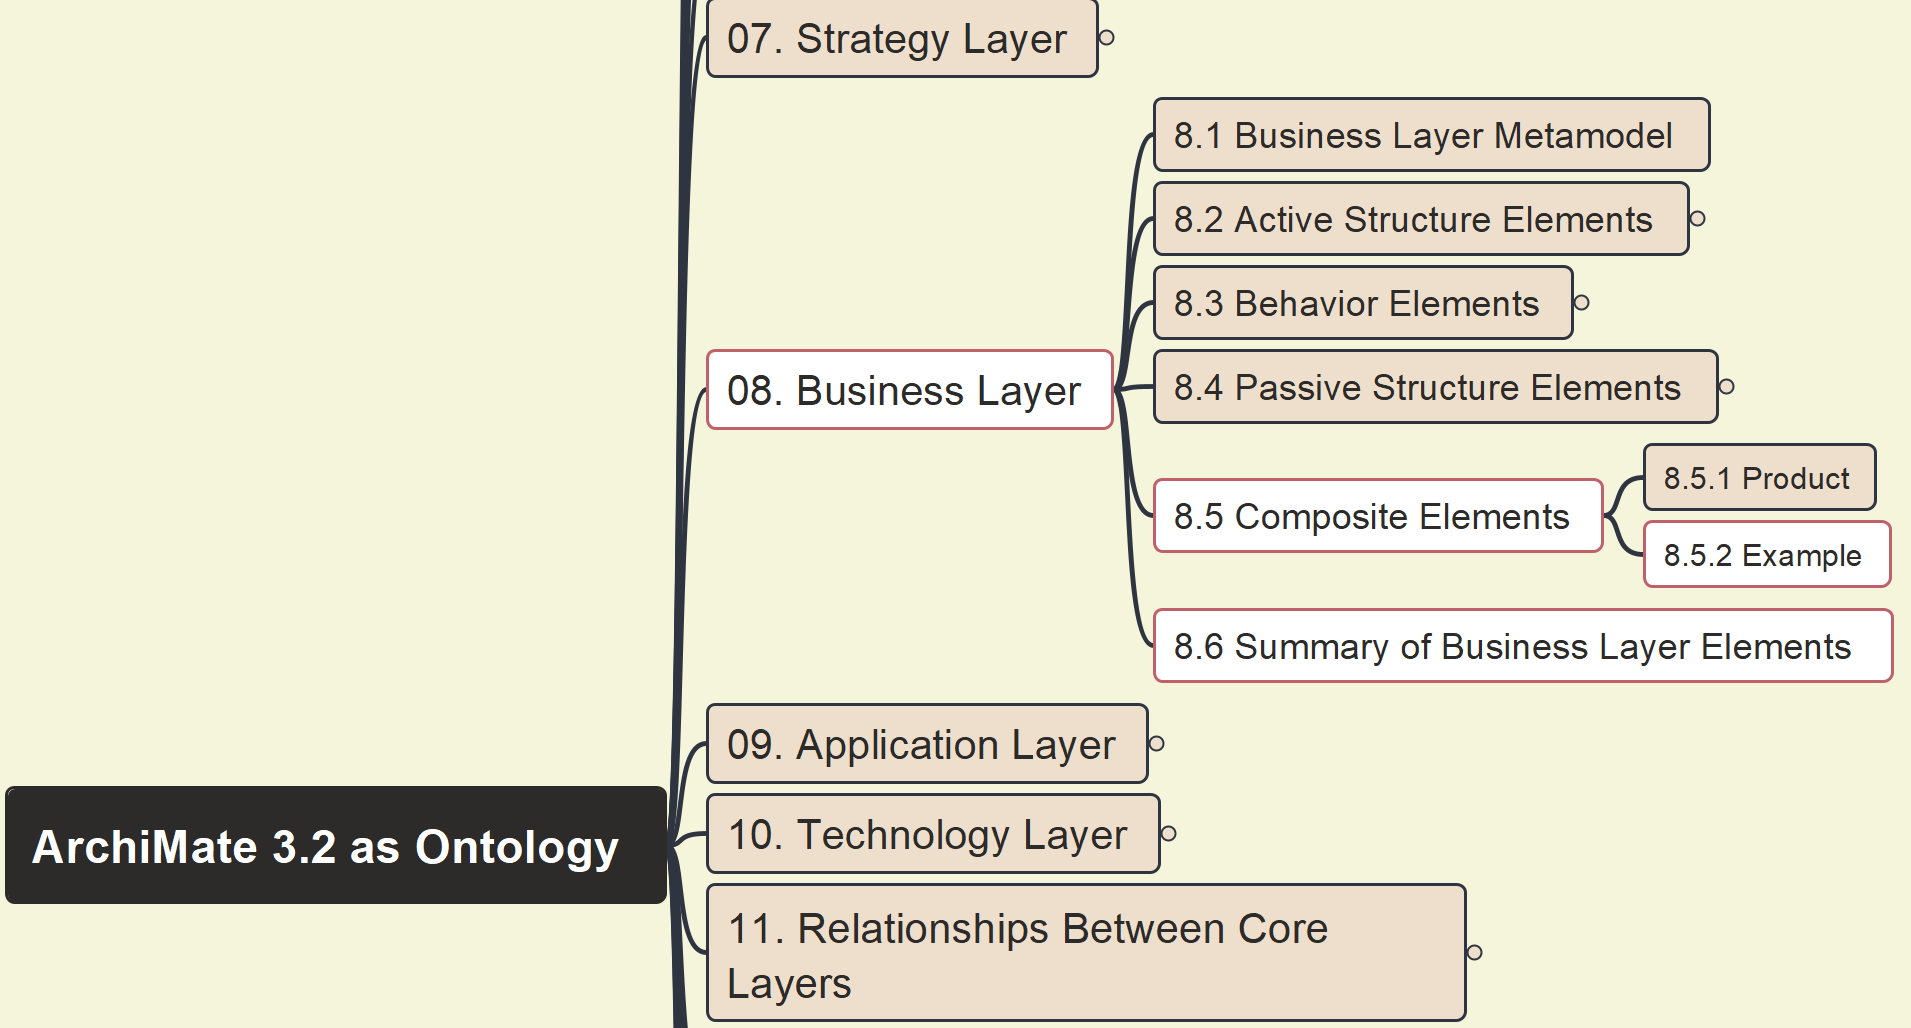 07. Strategy Layer
8.1 Business Layer Metamodel
8.2 Active Structure Elements
8.3 Behavior Elements
08. Business Layer
8.4 Passive Structure Elements
8.5 Composite Elements
8.5.1 Product
8.5.2 Example
8.6 Summary of Business Layer Elements
09. Application Layer
ArchiMate 3.2 as Ontology
10. Technology Layer
11. Relationships Between Core
Layers